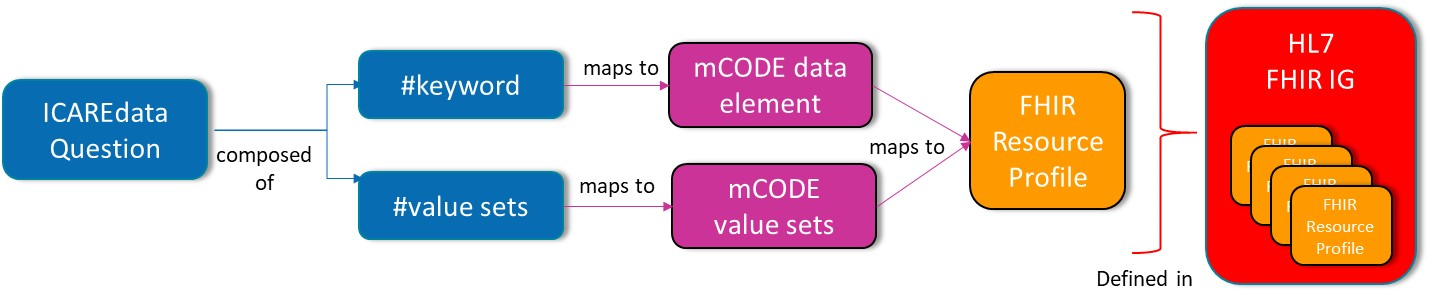 ICAREdata
Question
composed
of
#keyword
#value sets
maps to
maps to
mCODE data
element
mCODE
value sets
maps to
FHIR
Resource
Profile
Defined in
HL7
FHIR IG
FHIR
FHIR
FHIR
FHIR
Resource
Profile